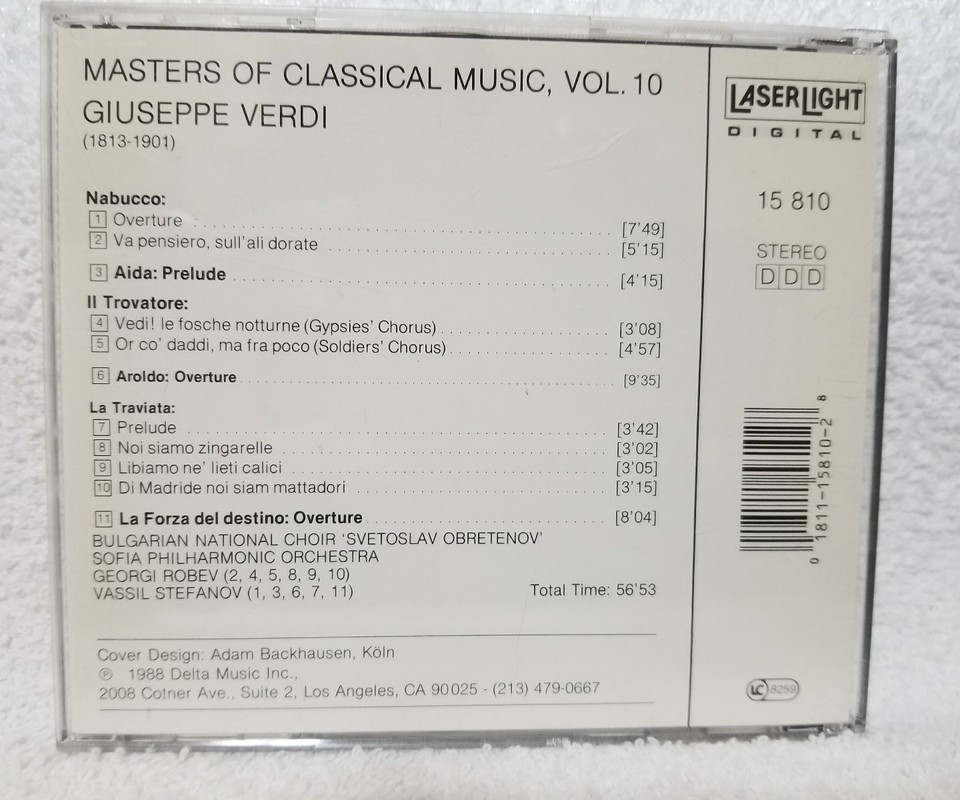 MASTERS OF CLASSICAL MUSIC, VOL. 10
GIUSEPPE VERDI
(1813-1901)
Nabucco:
1 Overture [7'49]
2 Va pensiero, sull'ali dorate [5'15]
3 Aida: Prelude [4'15]
Il Trovatore:
4 Vedi! le fosche notturne (Gypsies' Chorus) [3'08]
5 Or co' daddi, ma fra poco (Soldiers' Chorus) [4'57]
6 Aroldo: Overture [9'35]
La Traviata:
7 Prelude [3'42]
8 Noi siamo zingarelle [3'02]
9 Libiamo ne' lieti calici [3'05]
10 Di Madride noi siam mattadori [3'15]
11 La Forza del destino: Overture [8'04]
BULGARIAN NATIONAL CHOIR 'SVETOSLAV OBRETENOV'
SOFIA PHILHARMONIC ORCHESTRA
GEORGI ROBEV (2, 4, 5, 8, 9, 10)
VASSIL STEFANOV (1, 3, 6, 7, 11) Total Time: 56'53
Cover Design: Adam Backhausen, Köln
℗ 1988 Delta Music Inc.,
2008 Cotner Ave., Suite 2, Los Angeles, CA 90025 - (213) 479-0667
LASERLIGHT
DIGITAL
15 810
STEREO
DDD
0 1811-15810-2 8
LC 8259